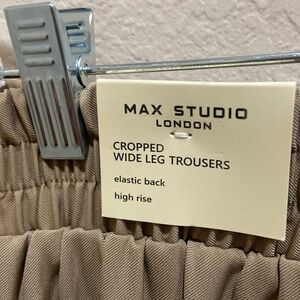 MAX STUDIO
LONDON
CROPPED
WIDE LEG TROUSERS
elastic back
high rise